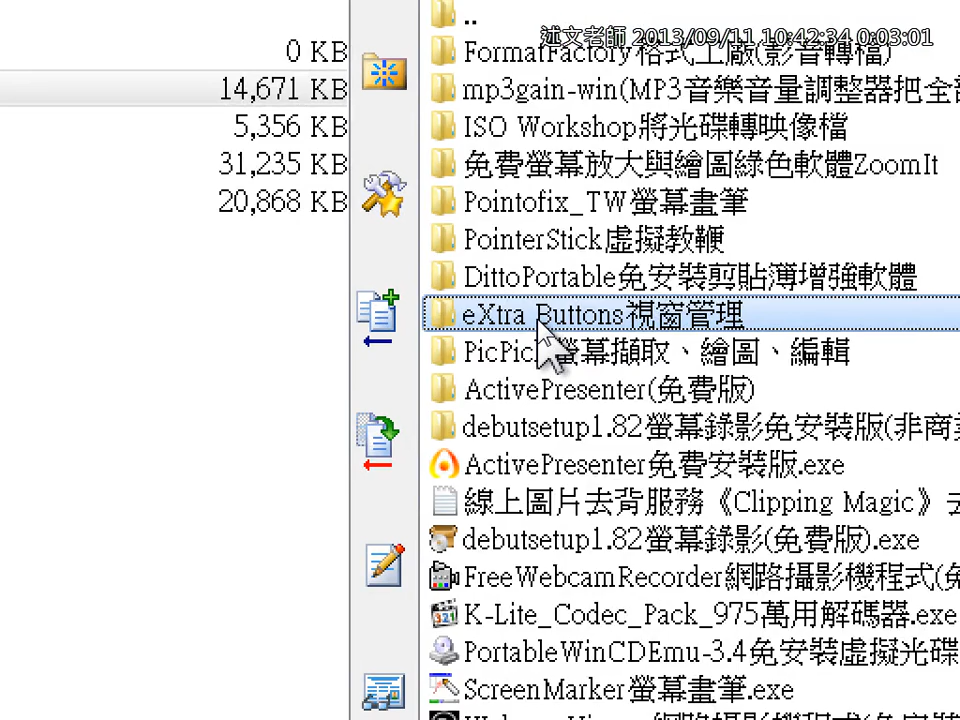 ..
述文老師 2013/09/11 10:42:34 0:03:01
0 KB
FormatFactory格式工廠(影音轉檔)
14,671 KB
mp3gain-win(MP3音樂音量調整器把全部
5,356 KB
ISO Workshop將光碟轉映像檔
31,235 KB
免費螢幕放大與繪圖綠色軟體ZoomIt
20,868 KB
Pointofix_TW螢幕畫筆
PointerStick虛擬教鞭
DittoPortable免安裝剪貼簿增強軟體
eXtra Buttons視窗管理
PicPick螢幕擷取、繪圖、編輯
ActivePresenter(免費版)
debutsetup1.82螢幕錄影免安裝版(非商業
ActivePresenter免費安裝版.exe
線上圖片去背服務《Clipping Magic》去
debutsetup1.82螢幕錄影(免費版).exe
FreeWebcamRecorder網路攝影機程式(免
K-Lite_Codec_Pack_975萬用解碼器.exe
PortableWinCDEmu-3.4免安裝虛擬光碟
ScreenMarker螢幕畫筆.exe